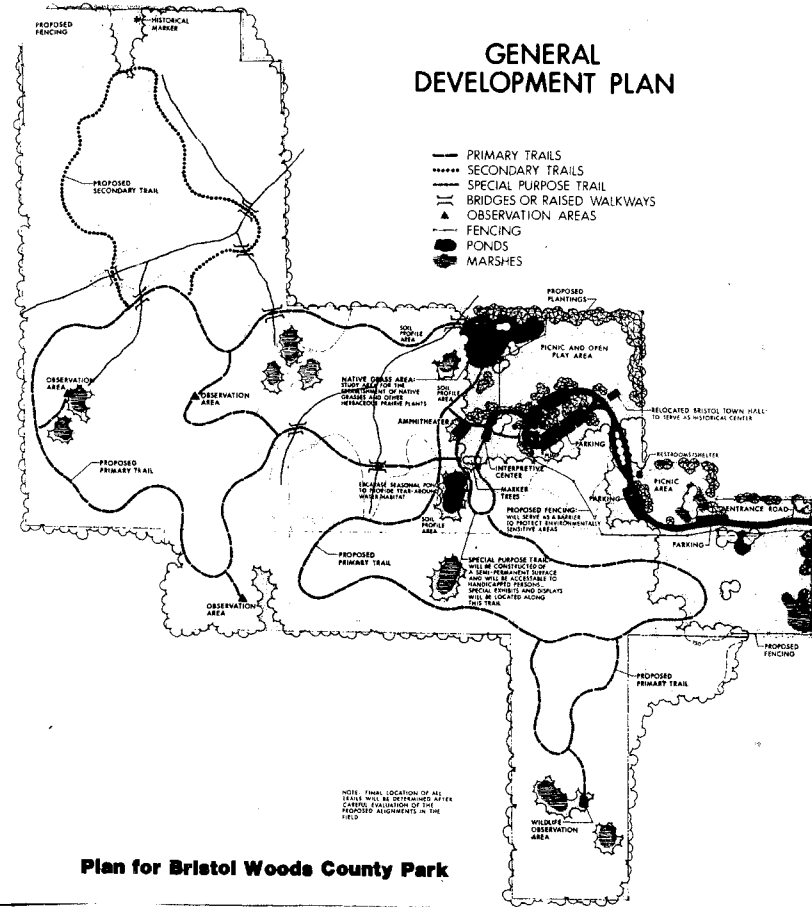 GENERAL
DEVELOPMENT PLAN
PROPOSED
FENCING
HISTORICAL
MARKER
PRIMARY TRAILS
SECONDARY TRAILS
SPECIAL PURPOSE TRAIL
BRIDGES OR RAISED WALKWAYS
OBSERVATION AREAS
FENCING
PONDS
MARSHES
PROPOSED
SECONDARY TRAIL
PROPOSED
PLANTINGS
SOIL
PROFILE
AREA
PICNIC AND OPEN
PLAY AREA
NATIVE GRASS AREA:
STUDY AREA FOR THE
OF NATIVE
GRASSES AND OTHER
HERBACEOUS PRAIRIE PLANTS
SOIL
PROFILE
AREA
OBSERVATION
AREA
OBSERVATION
AREA
AMPHITHEATER
RELOCATED BRISTOL TOWN HALL:
TO SERVE AS HISTORICAL CENTER
PARKING
RESTROOMS/SHELTER
PROPOSED
PRIMARY TRAIL
INTERPRETIVE
CENTER
MARKER
TREES
SEASONAL
TO PROVIDE YEAR-AROUND
WATER HABITAT
PICNIC
AREA
PARKING
ENTRANCE ROAD
SOIL
PROFILE
AREA
PROPOSED FENCING:
WILL SERVE AS A BARRIER
TO PROTECT ENVIRONMENTALLY
SENSITIVE AREAS
PARKING
PROPOSED
PRIMARY TRAIL
SPECIAL PURPOSE TRAIL:
WILL BE CONSTRUCTED OF
A SEMI-PERMANENT SURFACE
AND WILL BE ACCESSABLE TO
HANDICAPPED PERSONS.
SPECIAL EXHIBITS AND DISPLAYS
WILL BE LOCATED ALONG
THIS TRAIL
OBSERVATION
AREA
PROPOSED
FENCING
PROPOSED
PRIMARY TRAIL
NOTE: FINAL LOCATION OF ALL
TRAILS WILL BE DETERMINED AFTER
CAREFUL EVALUATION OF THE
PROPOSED ALIGNMENTS IN THE
FIELD
WILDLIFE
OBSERVATION
AREA
Plan for Bristol Woods County Park